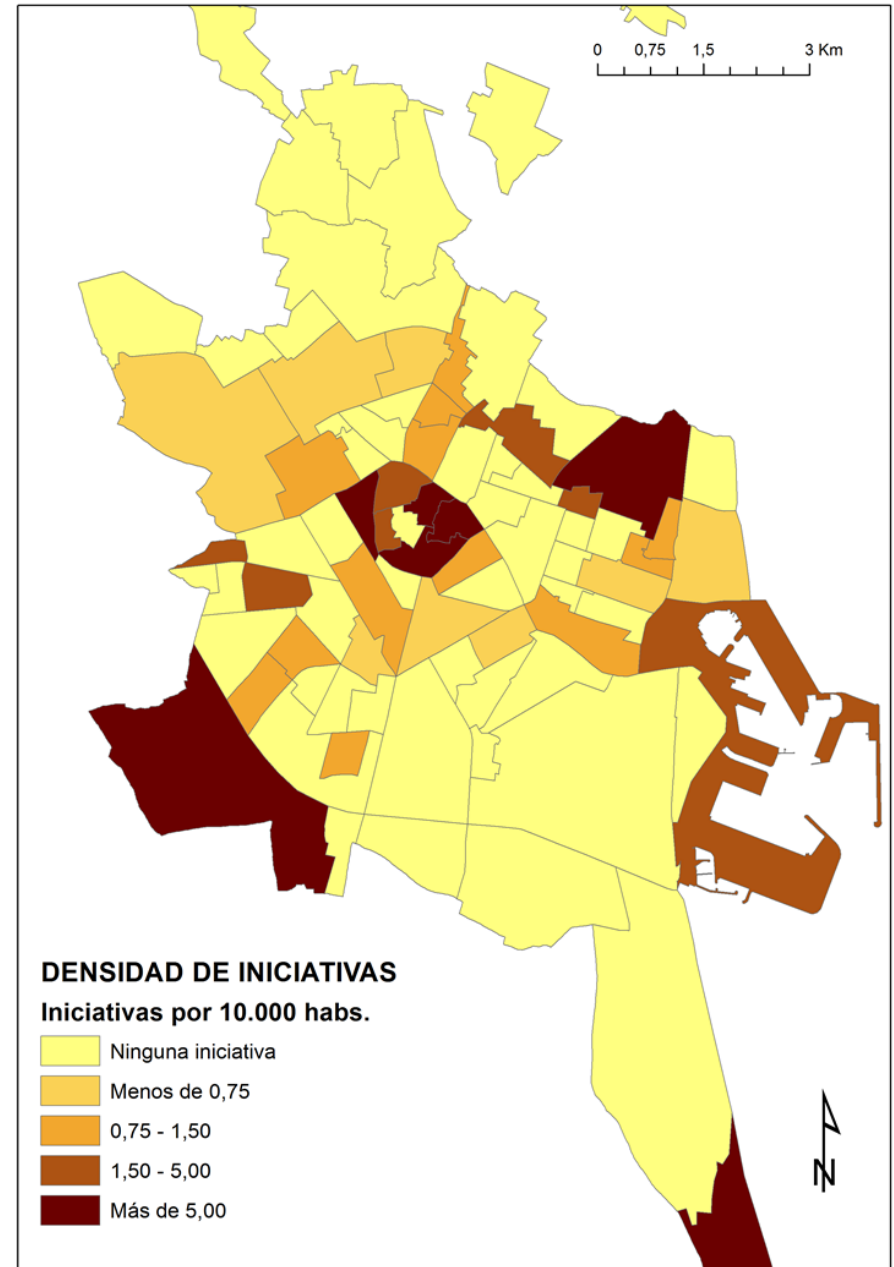 0 0,75 1,5 3 Km
DENSIDAD DE INICIATIVAS
Iniciativas por 10.000 habs.
Ninguna iniciativa
Menos de 0,75
0,75 - 1,50
1,50 - 5,00
Más de 5,00
N